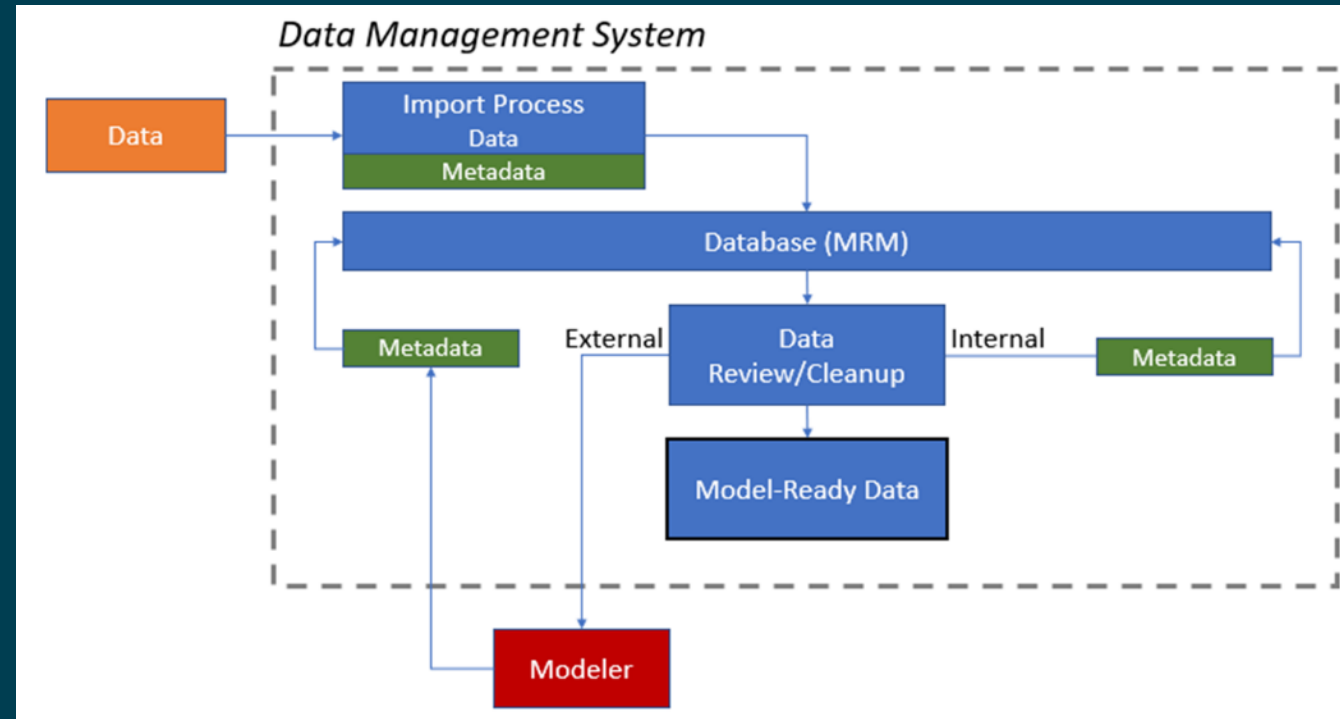 Data Management System
Data
Import Process
Data
Metadata
Database (MRM)
Metadata
External
Data
Review/Cleanup
Internal
Metadata
Model-Ready Data
Modeler